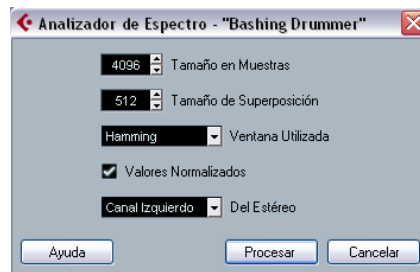 Analizador de Espectro - "Bashing Drummer"
4096 Tamaño en Muestras
512 Tamaño de Superposición
Hamming Ventana Utilizada
Valores Normalizados
Canal Izquierdo Del Estéreo
Ayuda Procesar Cancelar